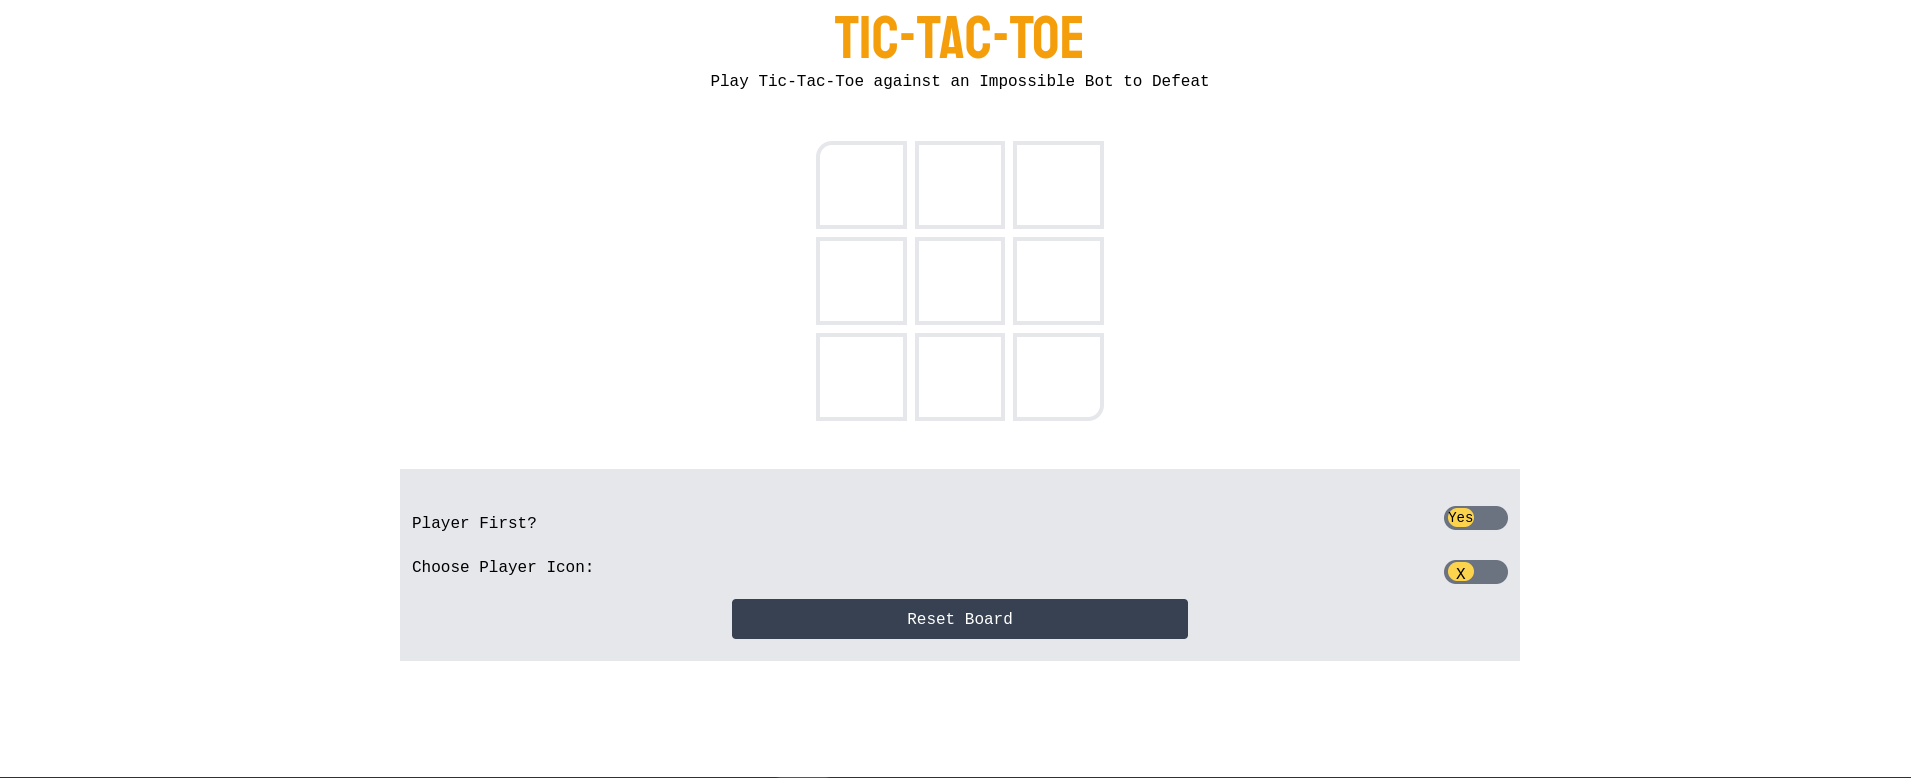 TIC-TAC-TOE
Play Tic-Tac-Toe against an Impossible Bot to Defeat
Player First?
Yes
Choose Player Icon:
X
Reset Board